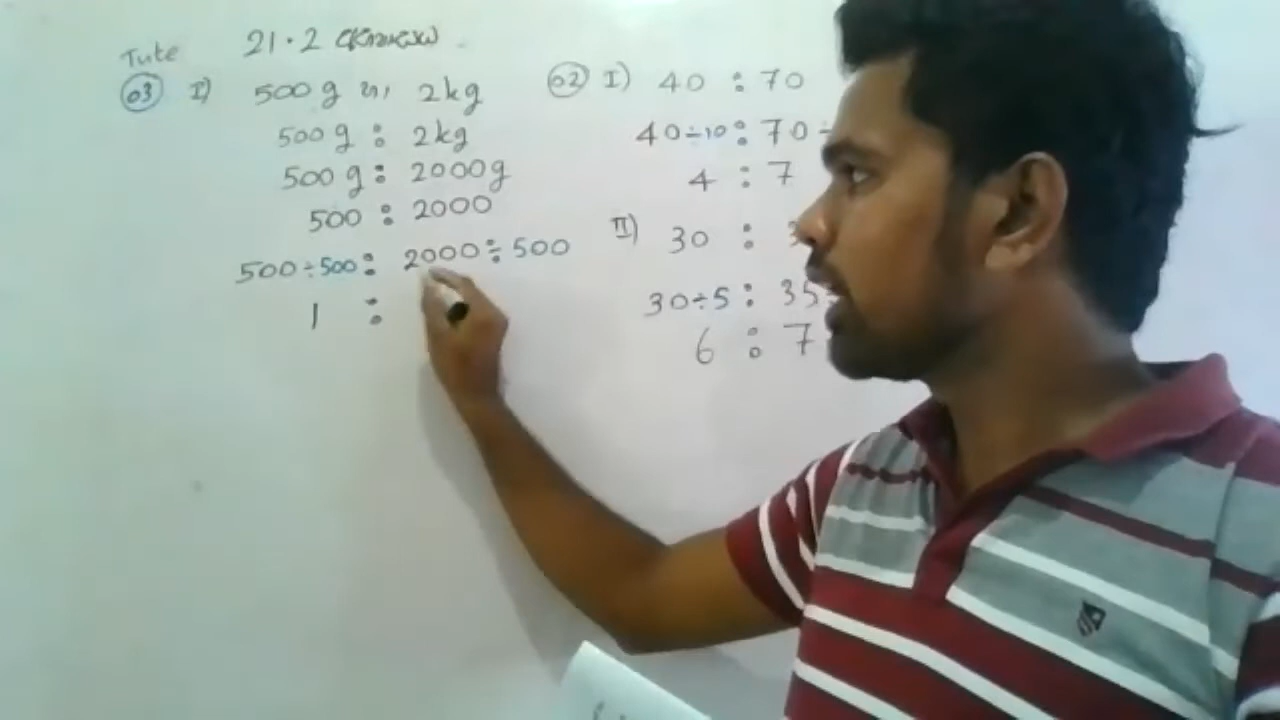 Tute 21.2 අභ්‍යාසය
03 I) 500 g හා, 2 kg
500 g : 2 kg
500 g : 2000 g
500 : 2000
500 ÷ 500 : 2000 ÷ 500
1 :
02 I) 40 : 70
40 ÷ 10 : 70 ÷
4 : 7
II) 30 :
30 ÷ 5 : 35
6 : 7